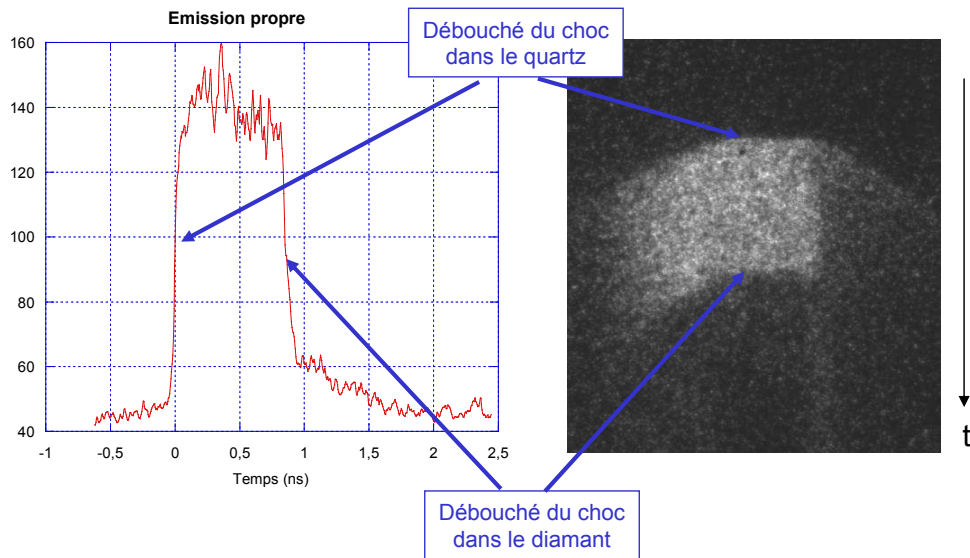 Emission propre
Débouché du choc
dans le quartz
160
140
120
100
80
60
40
-1
-0,5
0
0,5
1
1,5
2
2,5
Temps (ns)
t
Débouché du choc
dans le diamant